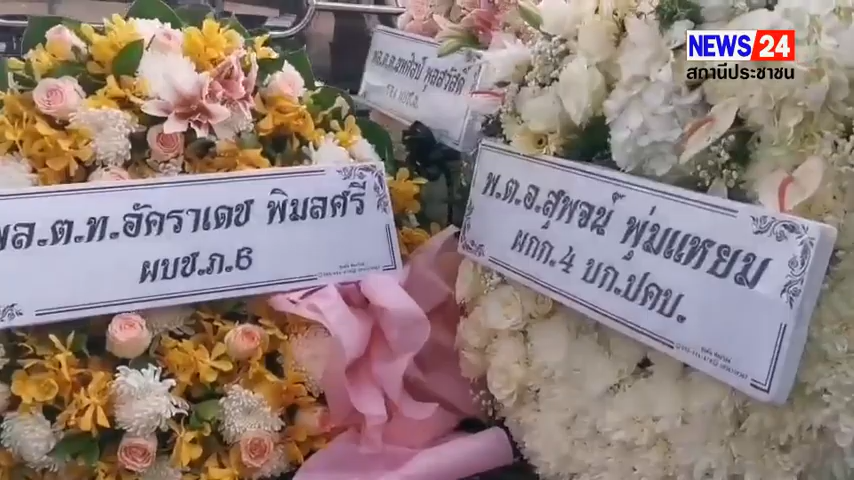 NEWS24
สถานีประชาชน
พล.ต.ท.อัคราเดช พิมลศรี
ผบช.ภ.6
พ.ต.อ.สุพจน์ พุ่มแหยม
ผกก.4 บก.ปคบ.